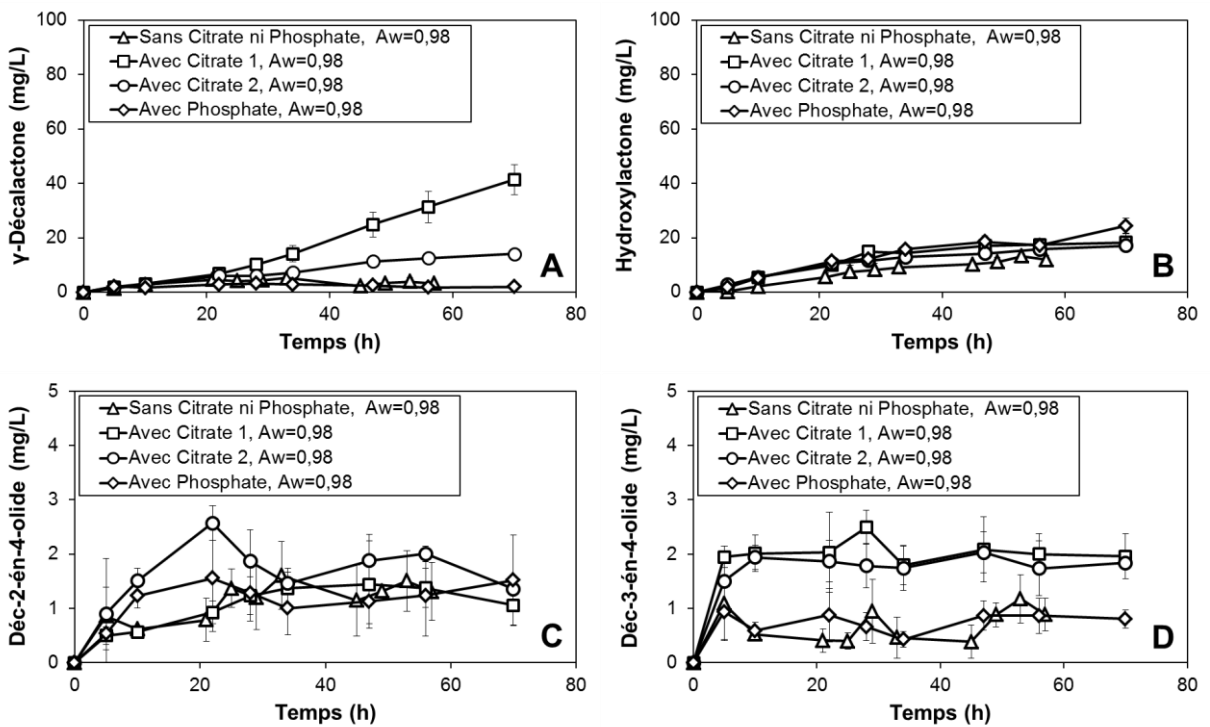 γ-Décalactone (mg/L)
100
80
60
40
20
0
Sans Citrate ni Phosphate, Aw=0,98
Avec Citrate 1, Aw=0,98
Avec Citrate 2, Aw=0,98
Avec Phosphate, Aw=0,98
A
0 20 40 60 80
Temps (h)
Hydroxylactone (mg/L)
100
80
60
40
20
0
Sans Citrate ni Phosphate, Aw=0,98
Avec Citrate 1, Aw=0,98
Avec Citrate 2, Aw=0,98
Avec Phosphate, Aw=0,98
B
0 20 40 60 80
Temps (h)
Déc-2-én-4-olide (mg/L)
5
4
3
2
1
0
Sans Citrate ni Phosphate, Aw=0,98
Avec Citrate 1, Aw=0,98
Avec Citrate 2, Aw=0,98
Avec Phosphate, Aw=0,98
C
0 20 40 60 80
Temps (h)
Déc-3-én-4-olide (mg/L)
5
4
3
2
1
0
Sans Citrate ni Phosphate, Aw=0,98
Avec Citrate 1, Aw=0,98
Avec Citrate 2, Aw=0,98
Avec Phosphate, Aw=0,98
D
0 20 40 60 80
Temps (h)